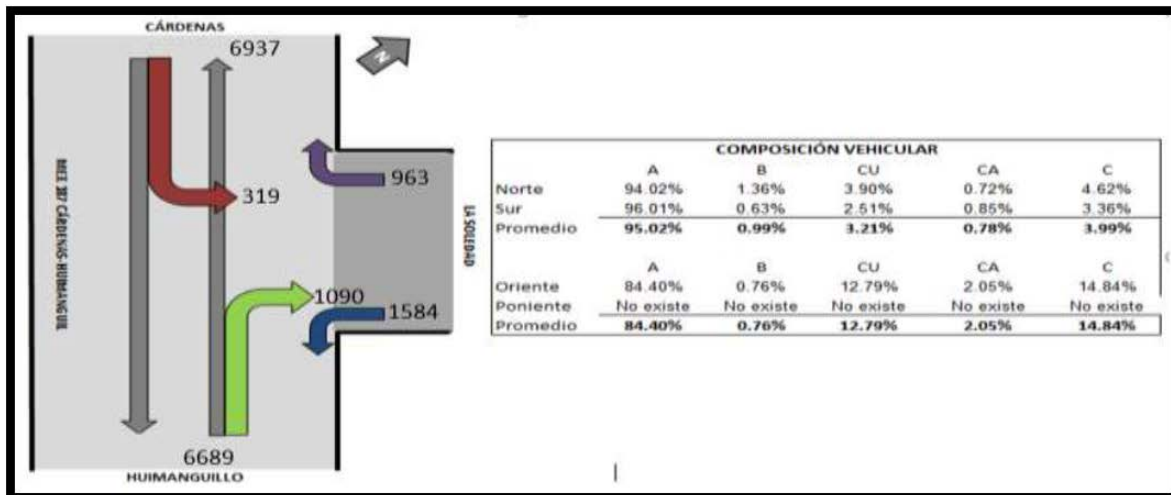 CÁRDENAS
6937
N
MEX 187 CÁRDENAS-HUIMANGUIL
963
319
LA SOLEDAD
1090
1584
6689
HUIMANGUILLO
COMPOSICIÓN VEHICULAR
A B CU CA C
Norte 94.02% 1.36% 3.90% 0.72% 4.62%
Sur 96.01% 0.63% 2.51% 0.85% 3.36%
Promedio 95.02% 0.99% 3.21% 0.78% 3.99%
A B CU CA C
Oriente 84.40% 0.76% 12.79% 2.05% 14.84%
Poniente No existe No existe No existe No existe No existe
Promedio 84.40% 0.76% 12.79% 2.05% 14.84%